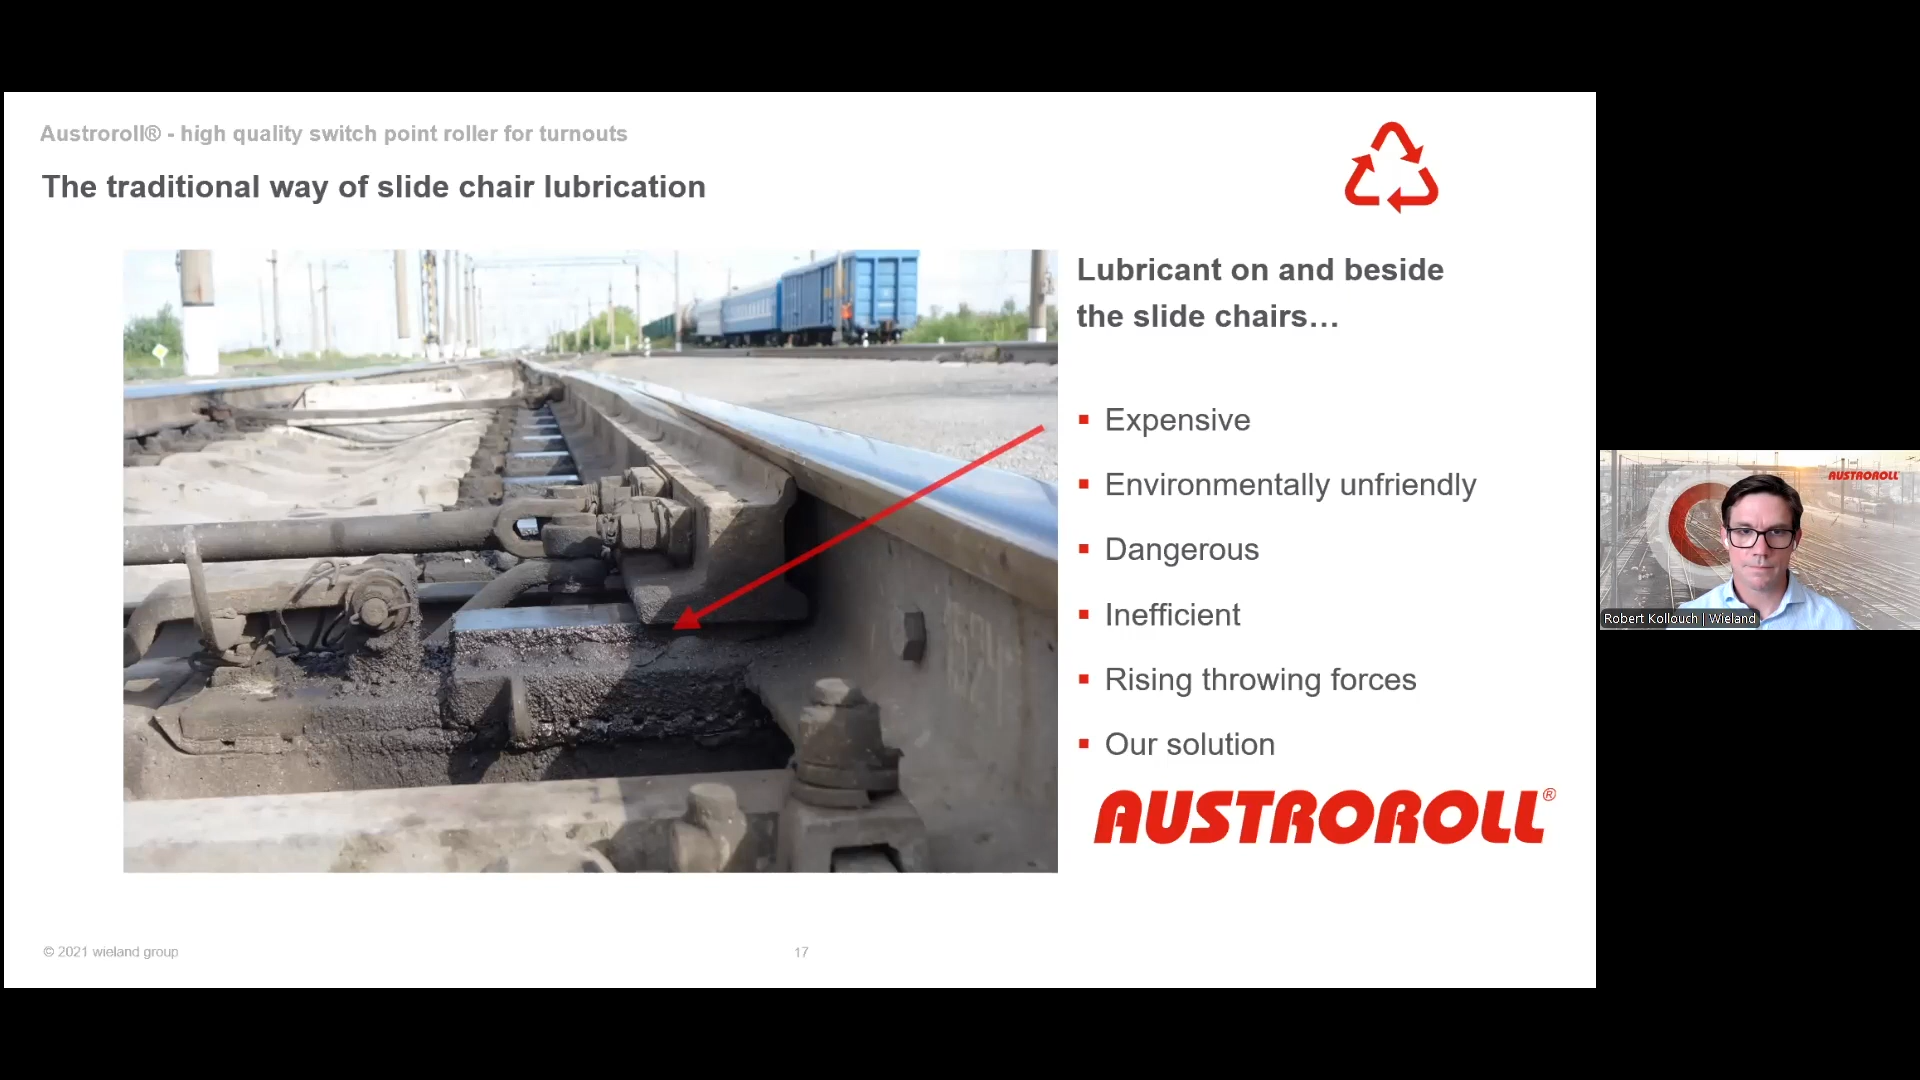 Austroroll® - high quality switch point roller for turnouts
The traditional way of slide chair lubrication
Lubricant on and beside
the slide chairs…
Expensive
Environmentally unfriendly
Dangerous
Inefficient
Rising throwing forces
Our solution
AUSTROROLL®
© 2021 wieland group
17
AUSTROROLL
Robert Kollouch | Wieland